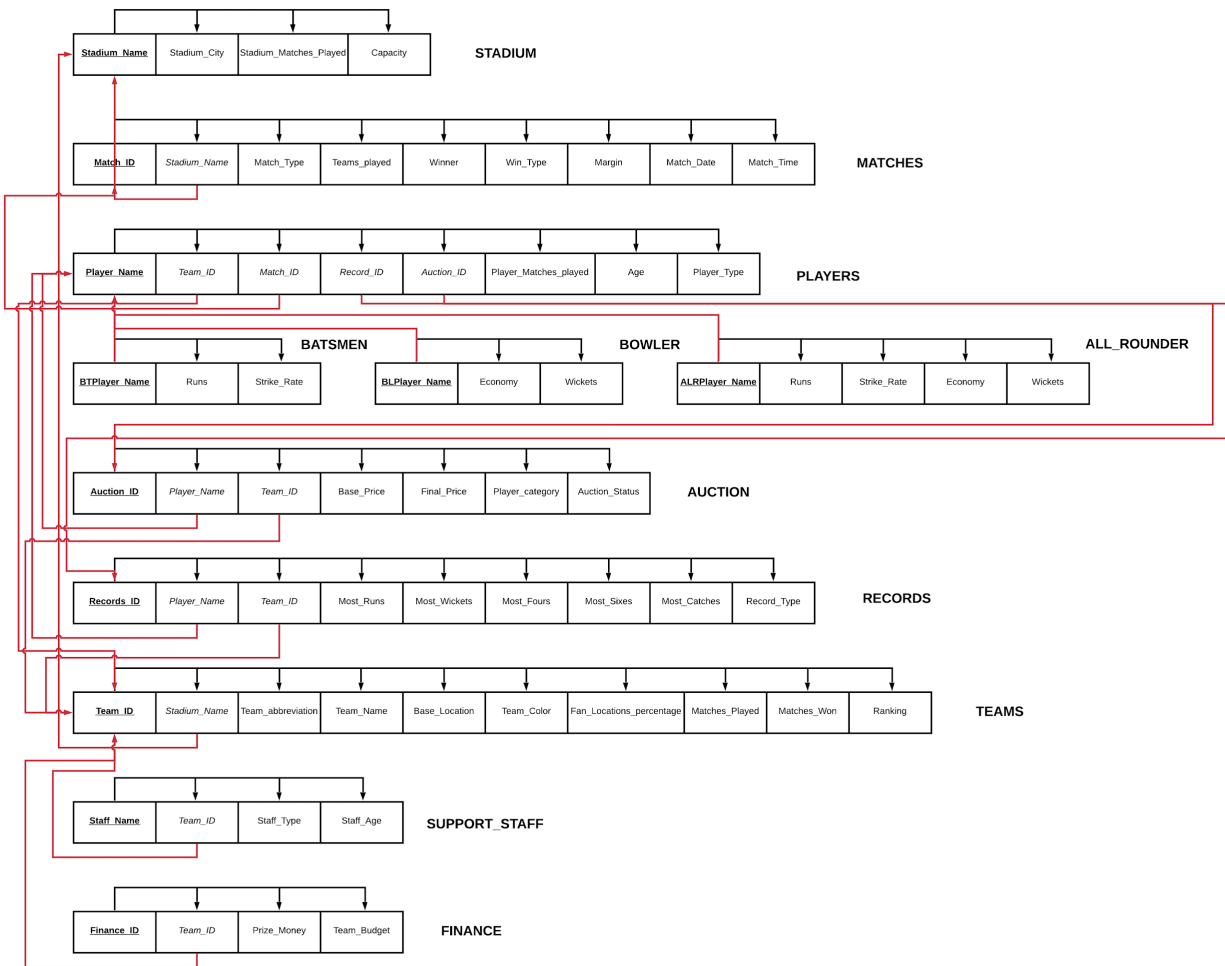 Stadium_Name Stadium_City Stadium_Matches_Played Capacity STADIUM
Match_ID Stadium_Name Match_Type Teams_played Winner Win_Type Margin Match_Date Match_Time MATCHES
Player_Name Team_ID Match_ID Record_ID Auction_ID Player_Matches_played Age Player_Type PLAYERS
BATSMEN BOWLER ALL_ROUNDER
BTPlayer_Name Runs Strike_Rate BLPlayer_Name Economy Wickets ALRPlayer_Name Runs Strike_Rate Economy Wickets
Auction_ID Player_Name Team_ID Base_Price Final_Price Player_category Auction_Status AUCTION
Records_ID Player_Name Team_ID Most_Runs Most_Wickets Most_Fours Most_Sixes Most_Catches Record_Type RECORDS
Team_ID Stadium_Name Team_abbreviation Team_Name Base_Location Team_Color Fan_Locations_percentage Matches_Played Matches_Won Ranking TEAMS
Staff_Name Team_ID Staff_Type Staff_Age SUPPORT_STAFF
Finance_ID Team_ID Prize_Money Team_Budget FINANCE